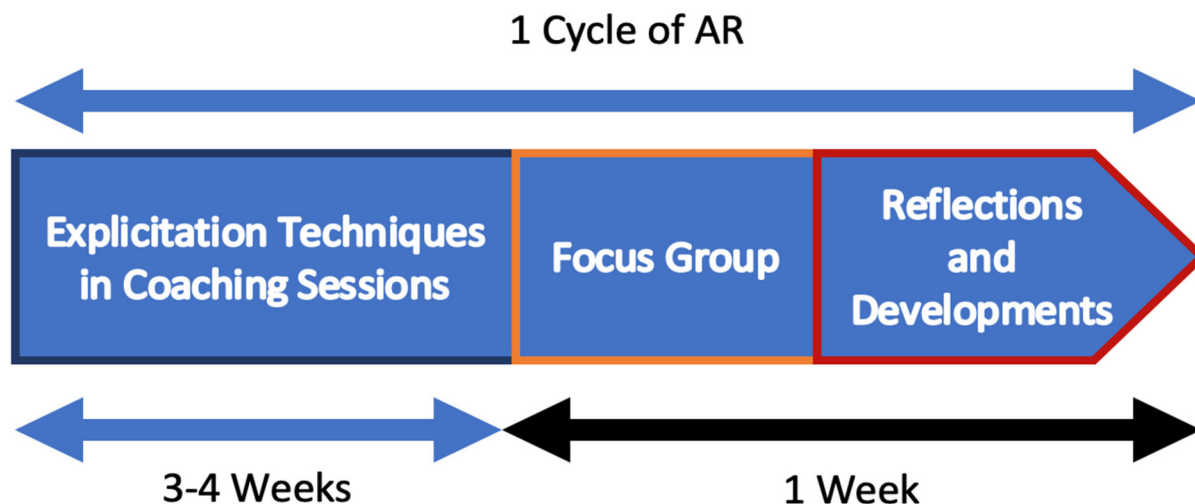 1 Cycle of AR
Explicitation Techniques
in Coaching Sessions
Focus Group
Reflections
and
Developments
3-4 Weeks
1 Week